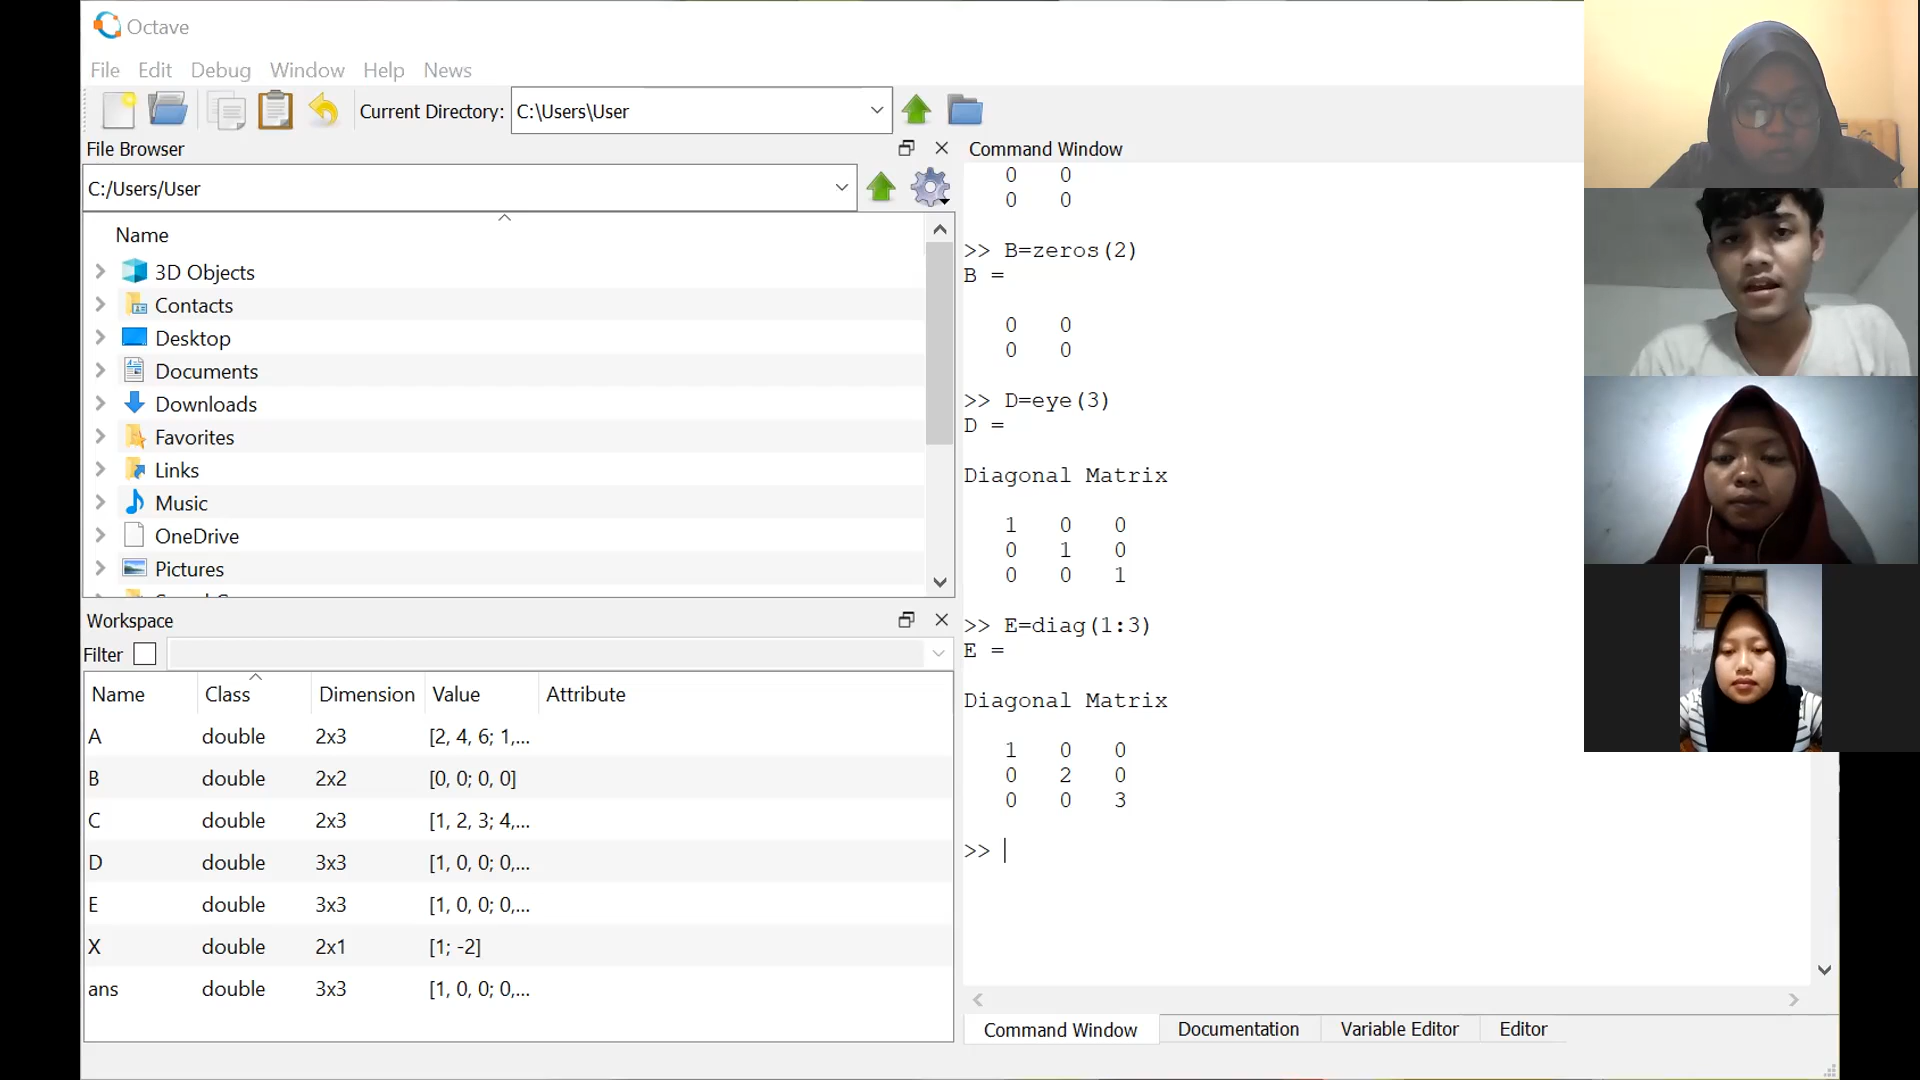 Octave
File Edit Debug Window Help News
Current Directory: C:\Users\User
File Browser
C:/Users/User
Name
3D Objects
Contacts
Desktop
Documents
Downloads
Favorites
Links
Music
OneDrive
Pictures
Workspace
Filter
Name Class Dimension Value Attribute
A double 2x3 [2, 4, 6; 1,...
B double 2x2 [0, 0; 0, 0]
C double 2x3 [1, 2, 3; 4,...
D double 3x3 [1, 0, 0; 0,...
E double 3x3 [1, 0, 0; 0,...
X double 2x1 [1; -2]
ans double 3x3 [1, 0, 0; 0,...
Command Window
0 0
0 0
>> B=zeros(2)
B =
0 0
0 0
>> D=eye(3)
D =
Diagonal Matrix
1 0 0
0 1 0
0 0 1
>> E=diag(1:3)
E =
Diagonal Matrix
1 0 0
0 2 0
0 0 3
>>
Command Window Documentation Variable Editor Editor